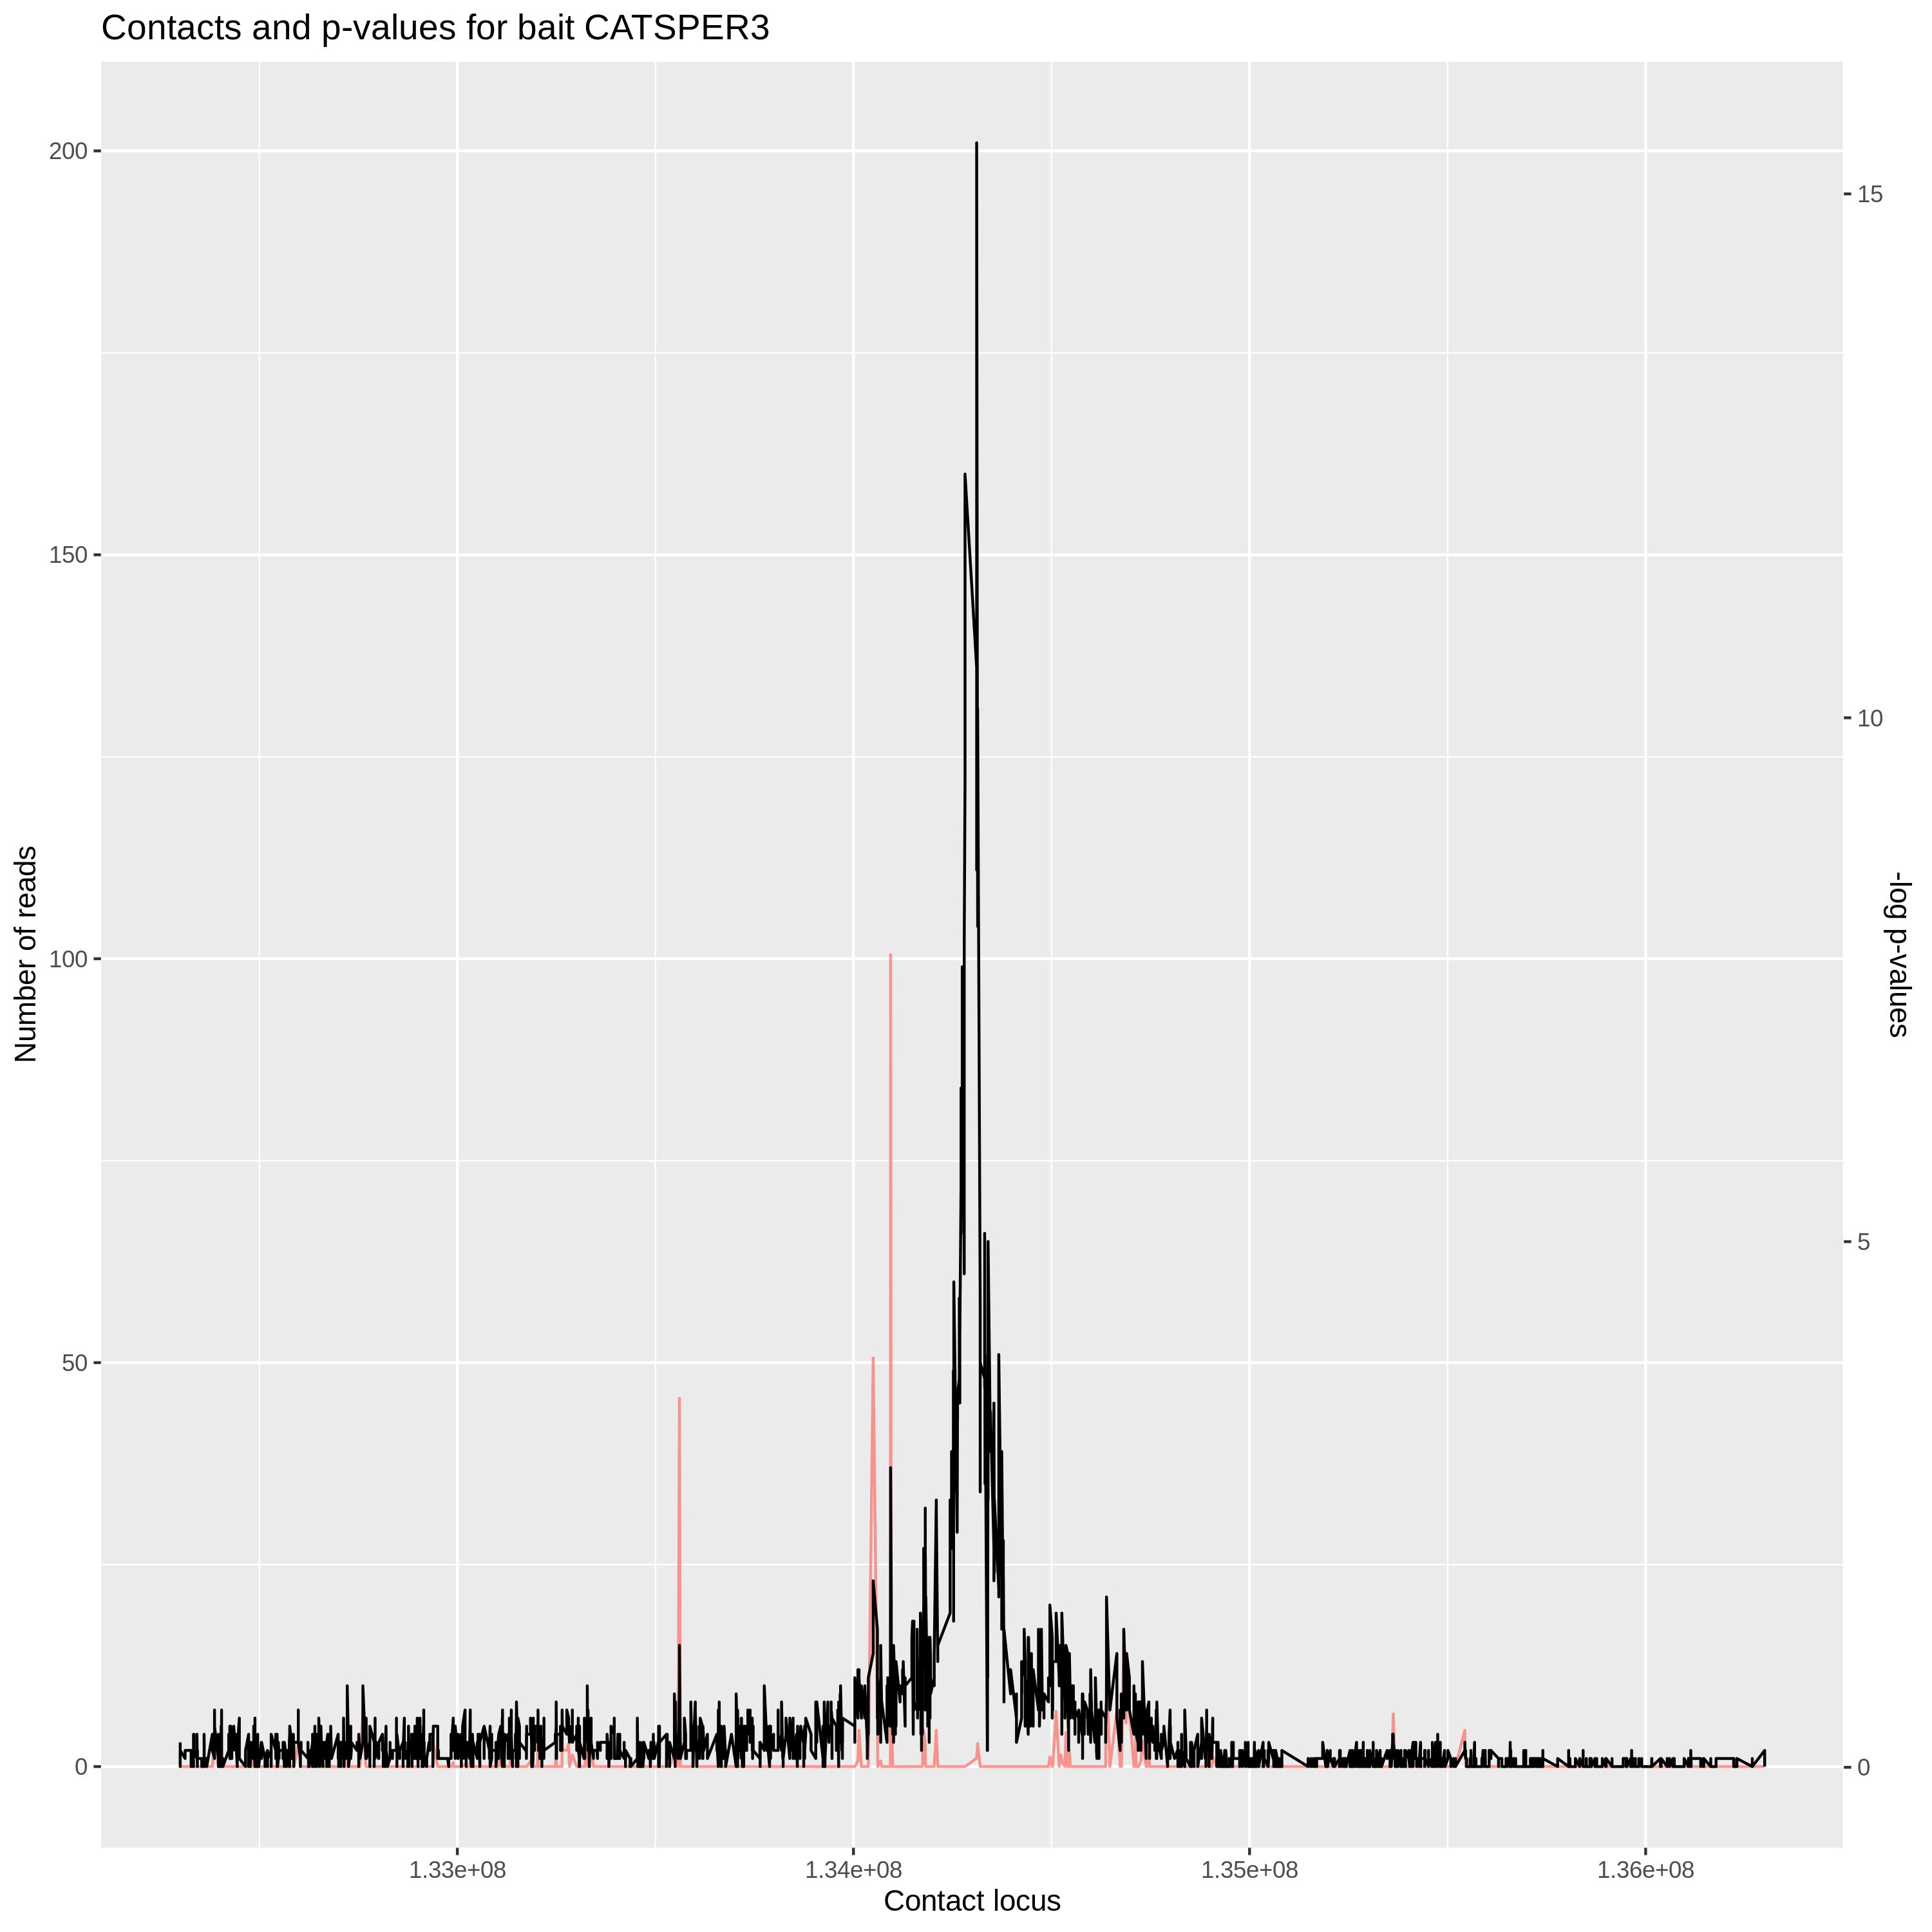 Contacts and p-values for bait CATSPER3
200
150
100
50
0
Number of reads
15
10
5
0
-log p-values
1.33e+08
1.34e+08
1.35e+08
1.36e+08
Contact locus